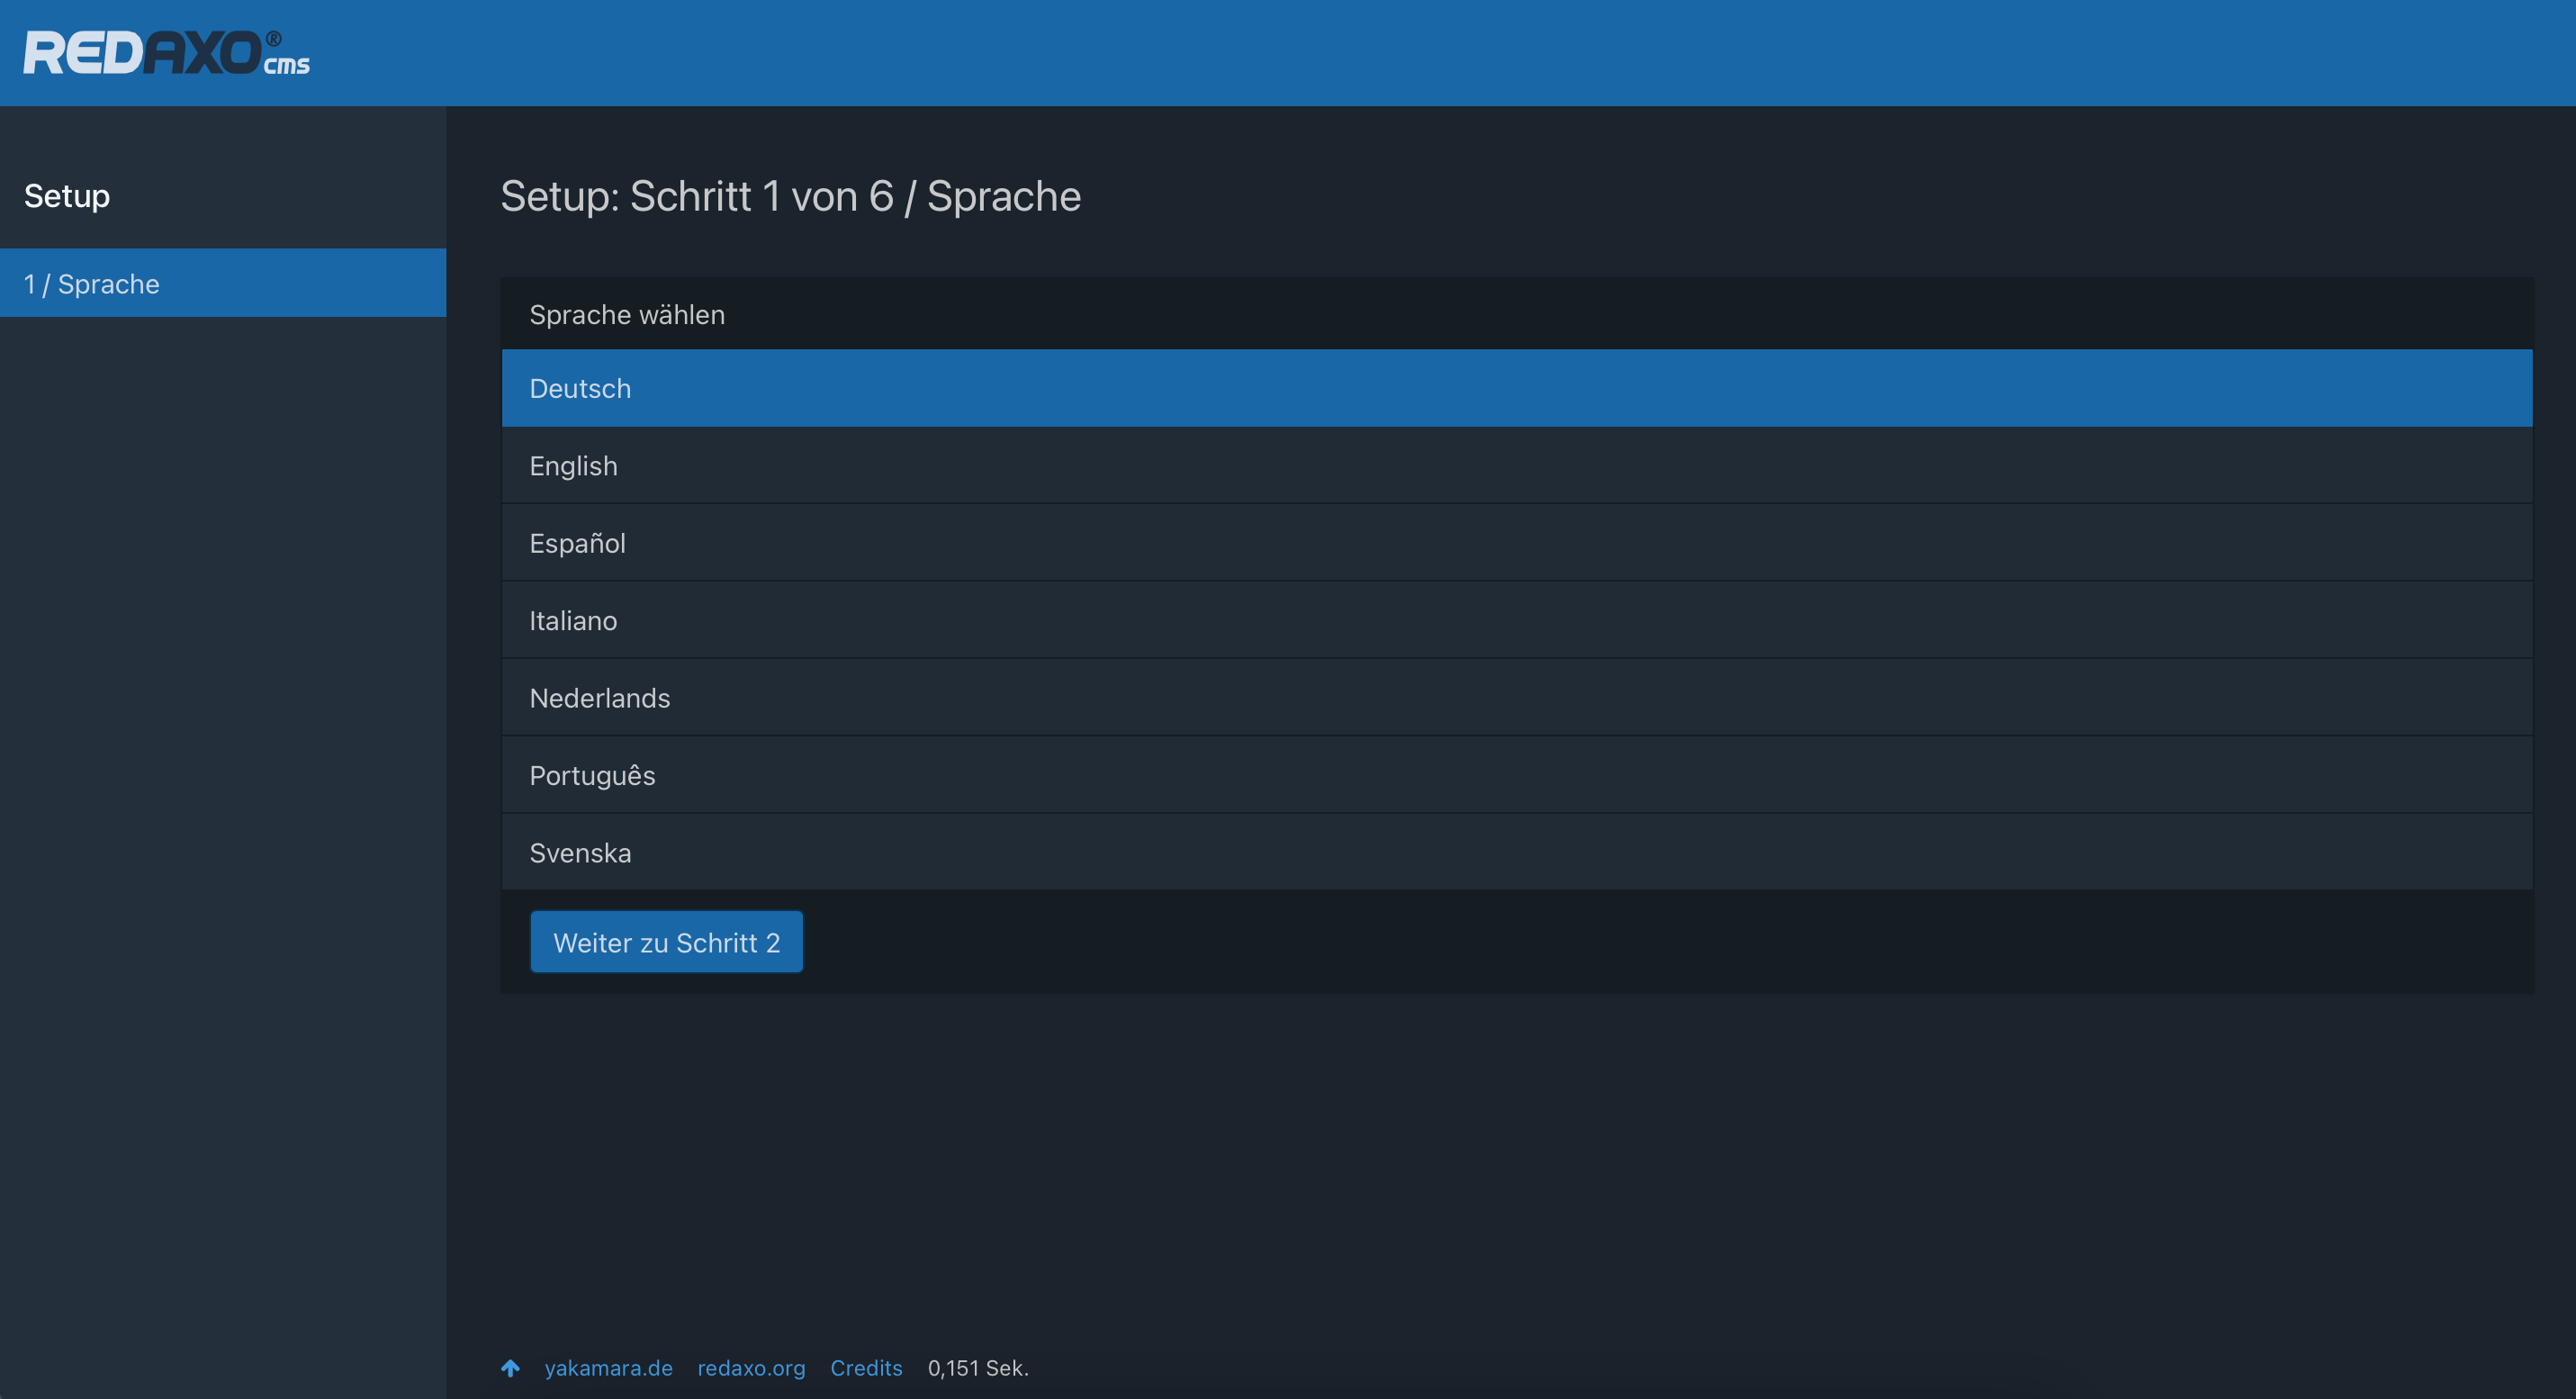 REDAXO® cms
Setup
1 / Sprache
Setup: Schritt 1 von 6 / Sprache
Sprache wählen
Deutsch
English
Español
Italiano
Nederlands
Português
Svenska
Weiter zu Schritt 2
yakamara.de redaxo.org Credits 0,151 Sek.